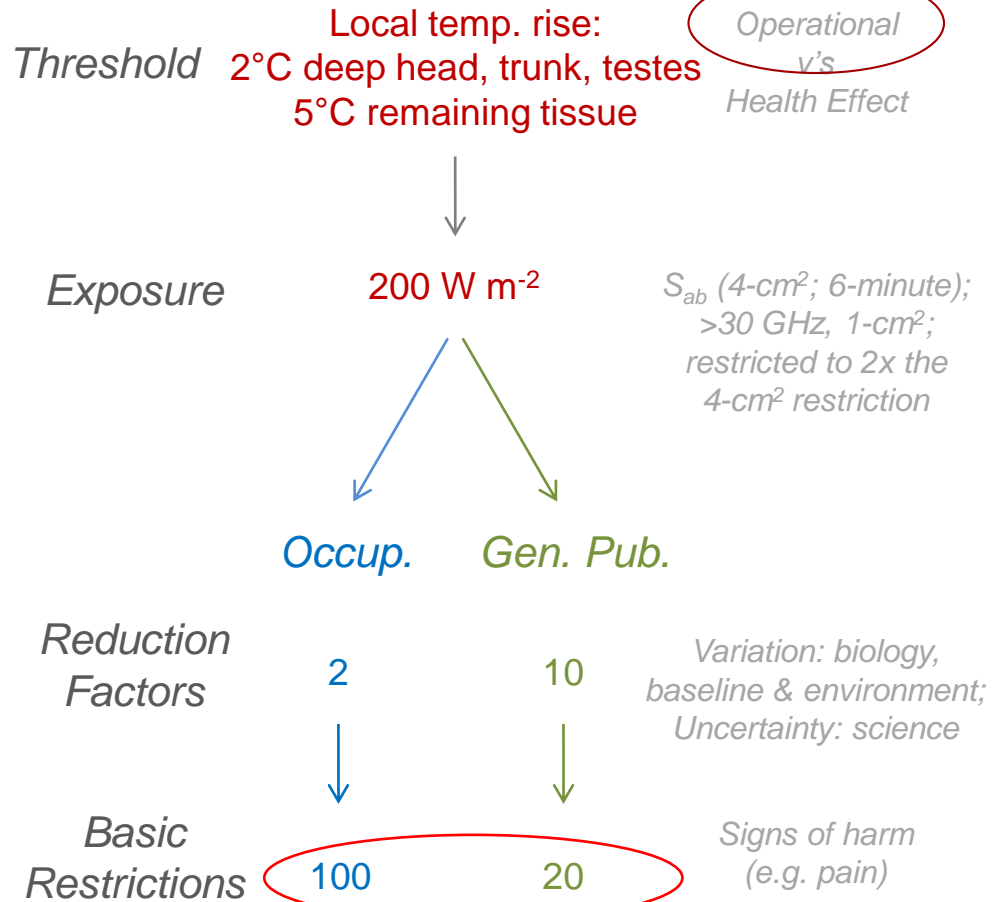 Threshold
Local temp. rise:
2°C deep head, trunk, testes
5°C remaining tissue
Operational
v's
Health Effect
Exposure
200 W m-2
Sab (4-cm2; 6-minute);
>30 GHz, 1-cm2;
restricted to 2x the
4-cm2 restriction
Occup.
Gen. Pub.
Reduction
Factors
2
10
Variation: biology,
baseline & environment;
Uncertainty: science
Basic
Restrictions
100
20
Signs of harm
(e.g. pain)